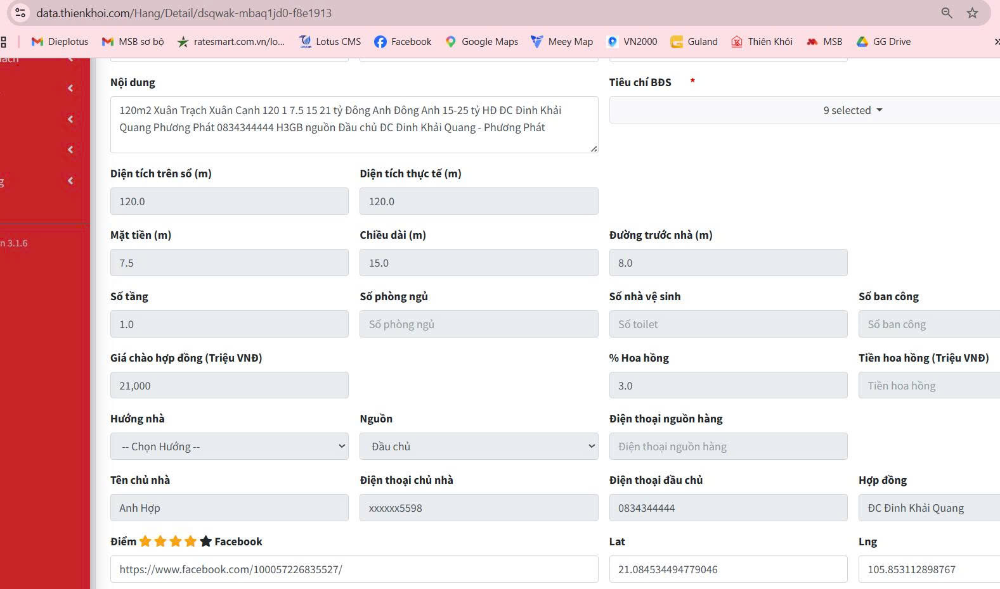 data.thienkhoi.com/Hang/Detail/dsqwak-mbaq1jd0-f8e1913
Dieplotus MSB sơ bộ ratesmart.com.vn/lo... Lotus CMS Facebook Google Maps Meey Map VN2000 Guland Thiên Khôi MSB GG Drive
Nội dung Tiêu chí BĐS *
120m2 Xuân Trạch Xuân Canh 120 1 7.5 15 21 tỷ Đông Anh Đông Anh 15-25 tỷ HĐ ĐC Đinh Khải
Quang Phương Phát 0834344444 H3GB nguồn Đầu chủ ĐC Đinh Khải Quang - Phương Phát
9 selected
Diện tích trên sổ (m) Diện tích thực tế (m)
120.0 120.0
Mặt tiền (m) Chiều dài (m) Đường trước nhà (m)
7.5 15.0 8.0
n 3.1.6
Số tầng Số phòng ngủ Số nhà vệ sinh Số ban công
1.0 Số phòng ngủ Số toilet Số ban công
Giá chào hợp đồng (Triệu VNĐ) % Hoa hồng Tiền hoa hồng (Triệu VNĐ)
21,000 3.0 Tiền hoa hồng
Hướng nhà Nguồn Điện thoại nguồn hàng
-- Chọn Hướng -- Đầu chủ Điện thoại nguồn hàng
Tên chủ nhà Điện thoại chủ nhà Điện thoại đầu chủ Hợp đồng
Anh Hợp xxxxxx5598 0834344444 ĐC Đinh Khải Quang
Điểm Facebook Lat Lng
https://www.facebook.com/100057226835527/ 21.084534494779046 105.853112898767